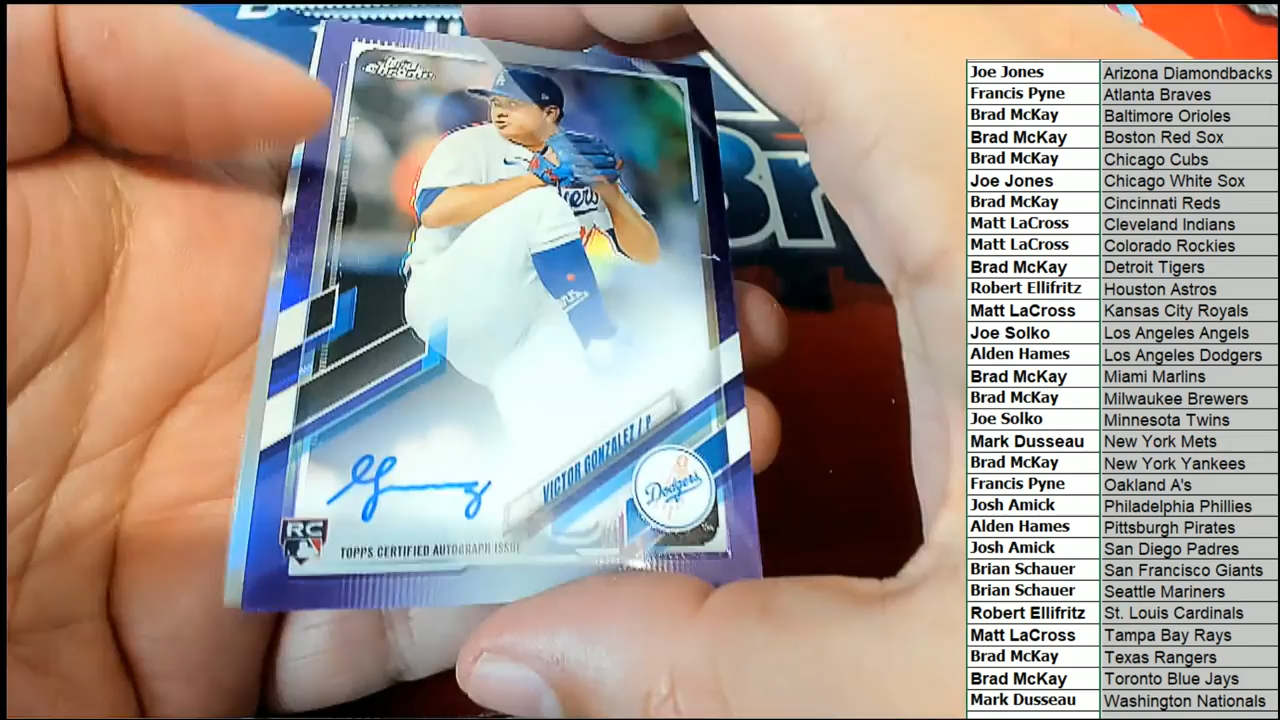 Topps
Chrome
VICTOR GONZALEZ / P
Dodgers
RC
TOPPS CERTIFIED AUTOGRAPH ISSUE
Br
Joe Jones Arizona Diamondbacks
Francis Pyne Atlanta Braves
Brad McKay Baltimore Orioles
Brad McKay Boston Red Sox
Brad McKay Chicago Cubs
Joe Jones Chicago White Sox
Brad McKay Cincinnati Reds
Matt LaCross Cleveland Indians
Matt LaCross Colorado Rockies
Brad McKay Detroit Tigers
Robert Ellifritz Houston Astros
Matt LaCross Kansas City Royals
Joe Solko Los Angeles Angels
Alden Hames Los Angeles Dodgers
Brad McKay Miami Marlins
Brad McKay Milwaukee Brewers
Joe Solko Minnesota Twins
Mark Dusseau New York Mets
Brad McKay New York Yankees
Francis Pyne Oakland A's
Josh Amick Philadelphia Phillies
Alden Hames Pittsburgh Pirates
Josh Amick San Diego Padres
Brian Schauer San Francisco Giants
Brian Schauer Seattle Mariners
Robert Ellifritz St. Louis Cardinals
Matt LaCross Tampa Bay Rays
Brad McKay Texas Rangers
Brad McKay Toronto Blue Jays
Mark Dusseau Washington Nationals